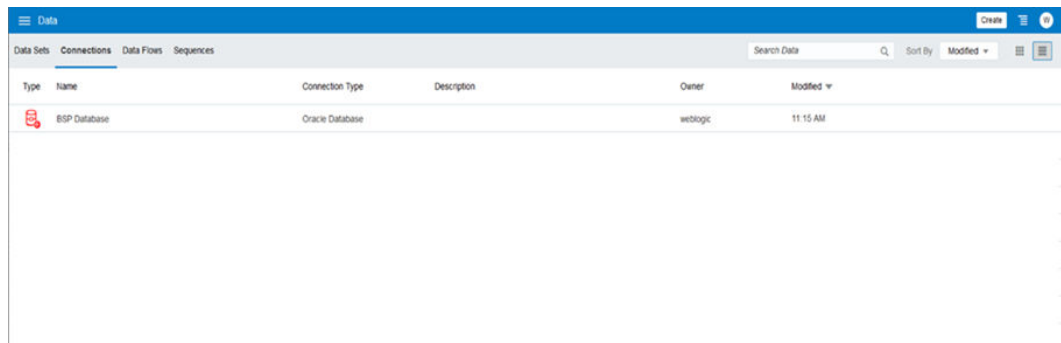 Data Create W
Data Sets Connections Data Flows Sequences Search Data Sort By Modified
Type Name Connection Type Description Owner Modified
BSP Database Oracle Database weblogic 11:15 AM